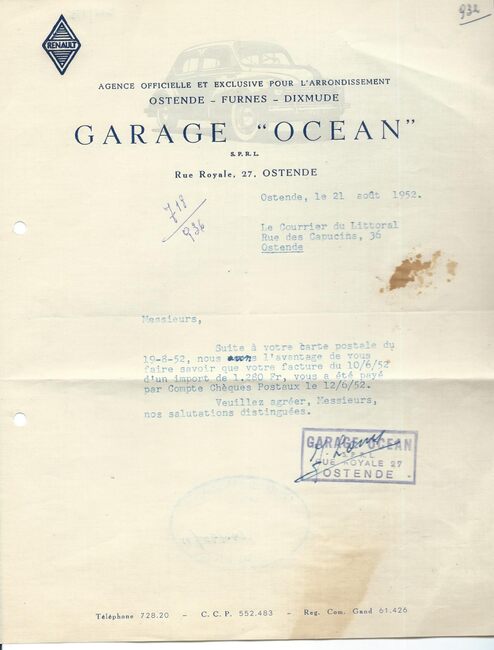 932
RENAULT
AGENCE OFFICIELLE ET EXCLUSIVE POUR L'ARRONDISSEMENT
OSTENDE - FURNES - DIXMUDE
GARAGE "OCEAN"
S.P.R.L.
Rue Royale, 27, OSTENDE
Ostende, le 21 août 1952.
718
936
Le Courrier du Littoral
Rue des Capucins, 36
Ostende
Messieurs,
Suite à votre carte postale du
19-8-52, nous avons l'avantage de vous
faire savoir que votre facture du 10/6/52
d'un import de 1.280 Fr, vous a été payé
par Compte Chèques Postaux le 12/6/52.
Veuillez agréer, Messieurs,
nos salutations distinguées.
GARAGE OCEAN
S.P.R.L.
RUE ROYALE 27
OSTENDE
Téléphone 728.20 - C. C. P. 552.483 - Reg. Com. Gand 61.426